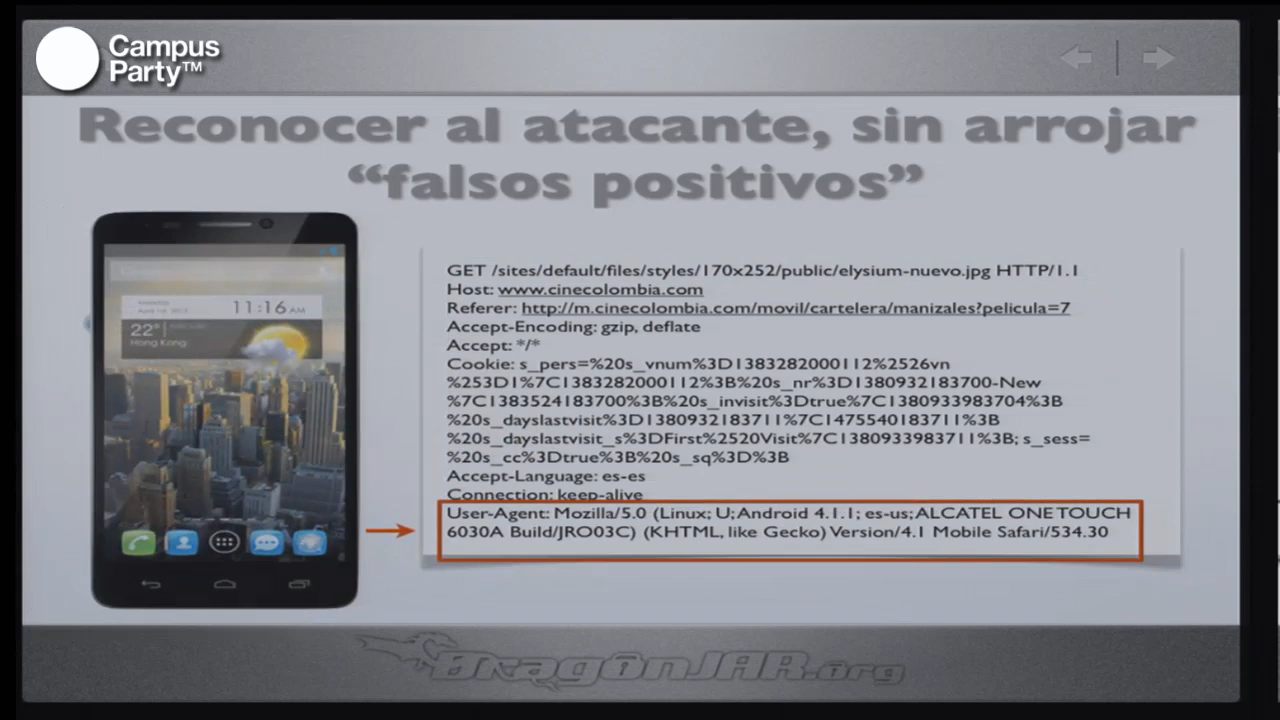 Campus
Party™
Reconocer al atacante, sin arrojar
“falsos positivos”
11:16 AM
22°
Hong Kong
GET /sites/default/files/styles/170x252/public/elysium-nuevo.jpg HTTP/1.1
Host: www.cinecolombia.com
Referer: http://m.cinecolombia.com/movil/cartelera/manizales?pelicula=7
Accept-Encoding: gzip, deflate
Accept: */*
Cookie: s_pers=%20s_vnum%3D1383282000112%2526vn
%253D1%7C1383282000112%3B%20s_nr%3D1380932183700-New
%7C1383524183700%3B%20s_invisit%3Dtrue%7C1380933983704%3B
%20s_dayslastvisit%3D1380932183711%7C1475540183711%3B
%20s_dayslastvisit_s%3DFirst%2520Visit%7C1380933983711%3B; s_sess=
%20s_cc%3Dtrue%3B%20s_sq%3D%3B
Accept-Language: es-es
Connection: keep-alive
User-Agent: Mozilla/5.0 (Linux; U; Android 4.1.1; es-us; ALCATEL ONE TOUCH
6030A Build/JRO03C) (KHTML, like Gecko) Version/4.1 Mobile Safari/534.30
DragonJAR.org